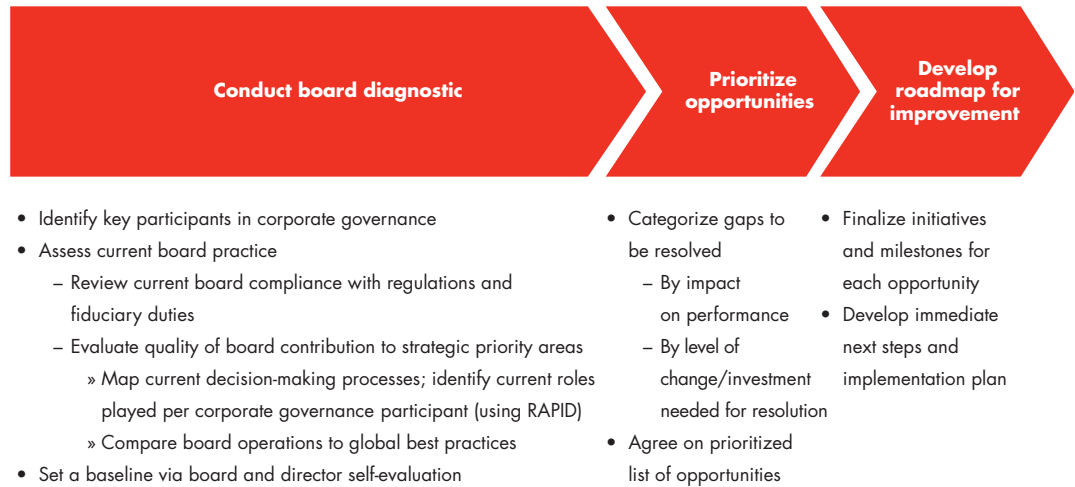 Conduct board diagnostic
Prioritize
opportunities
Develop
roadmap for
improvement
• Identify key participants in corporate governance
• Assess current board practice
– Review current board compliance with regulations and
fiduciary duties
– Evaluate quality of board contribution to strategic priority areas
» Map current decision-making processes; identify current roles
played per corporate governance participant (using RAPID)
» Compare board operations to global best practices
• Set a baseline via board and director self-evaluation
• Categorize gaps to
be resolved
– By impact
on performance
– By level of
change/investment
needed for resolution
• Agree on prioritized
list of opportunities
• Finalize initiatives
and milestones for
each opportunity
• Develop immediate
next steps and
implementation plan